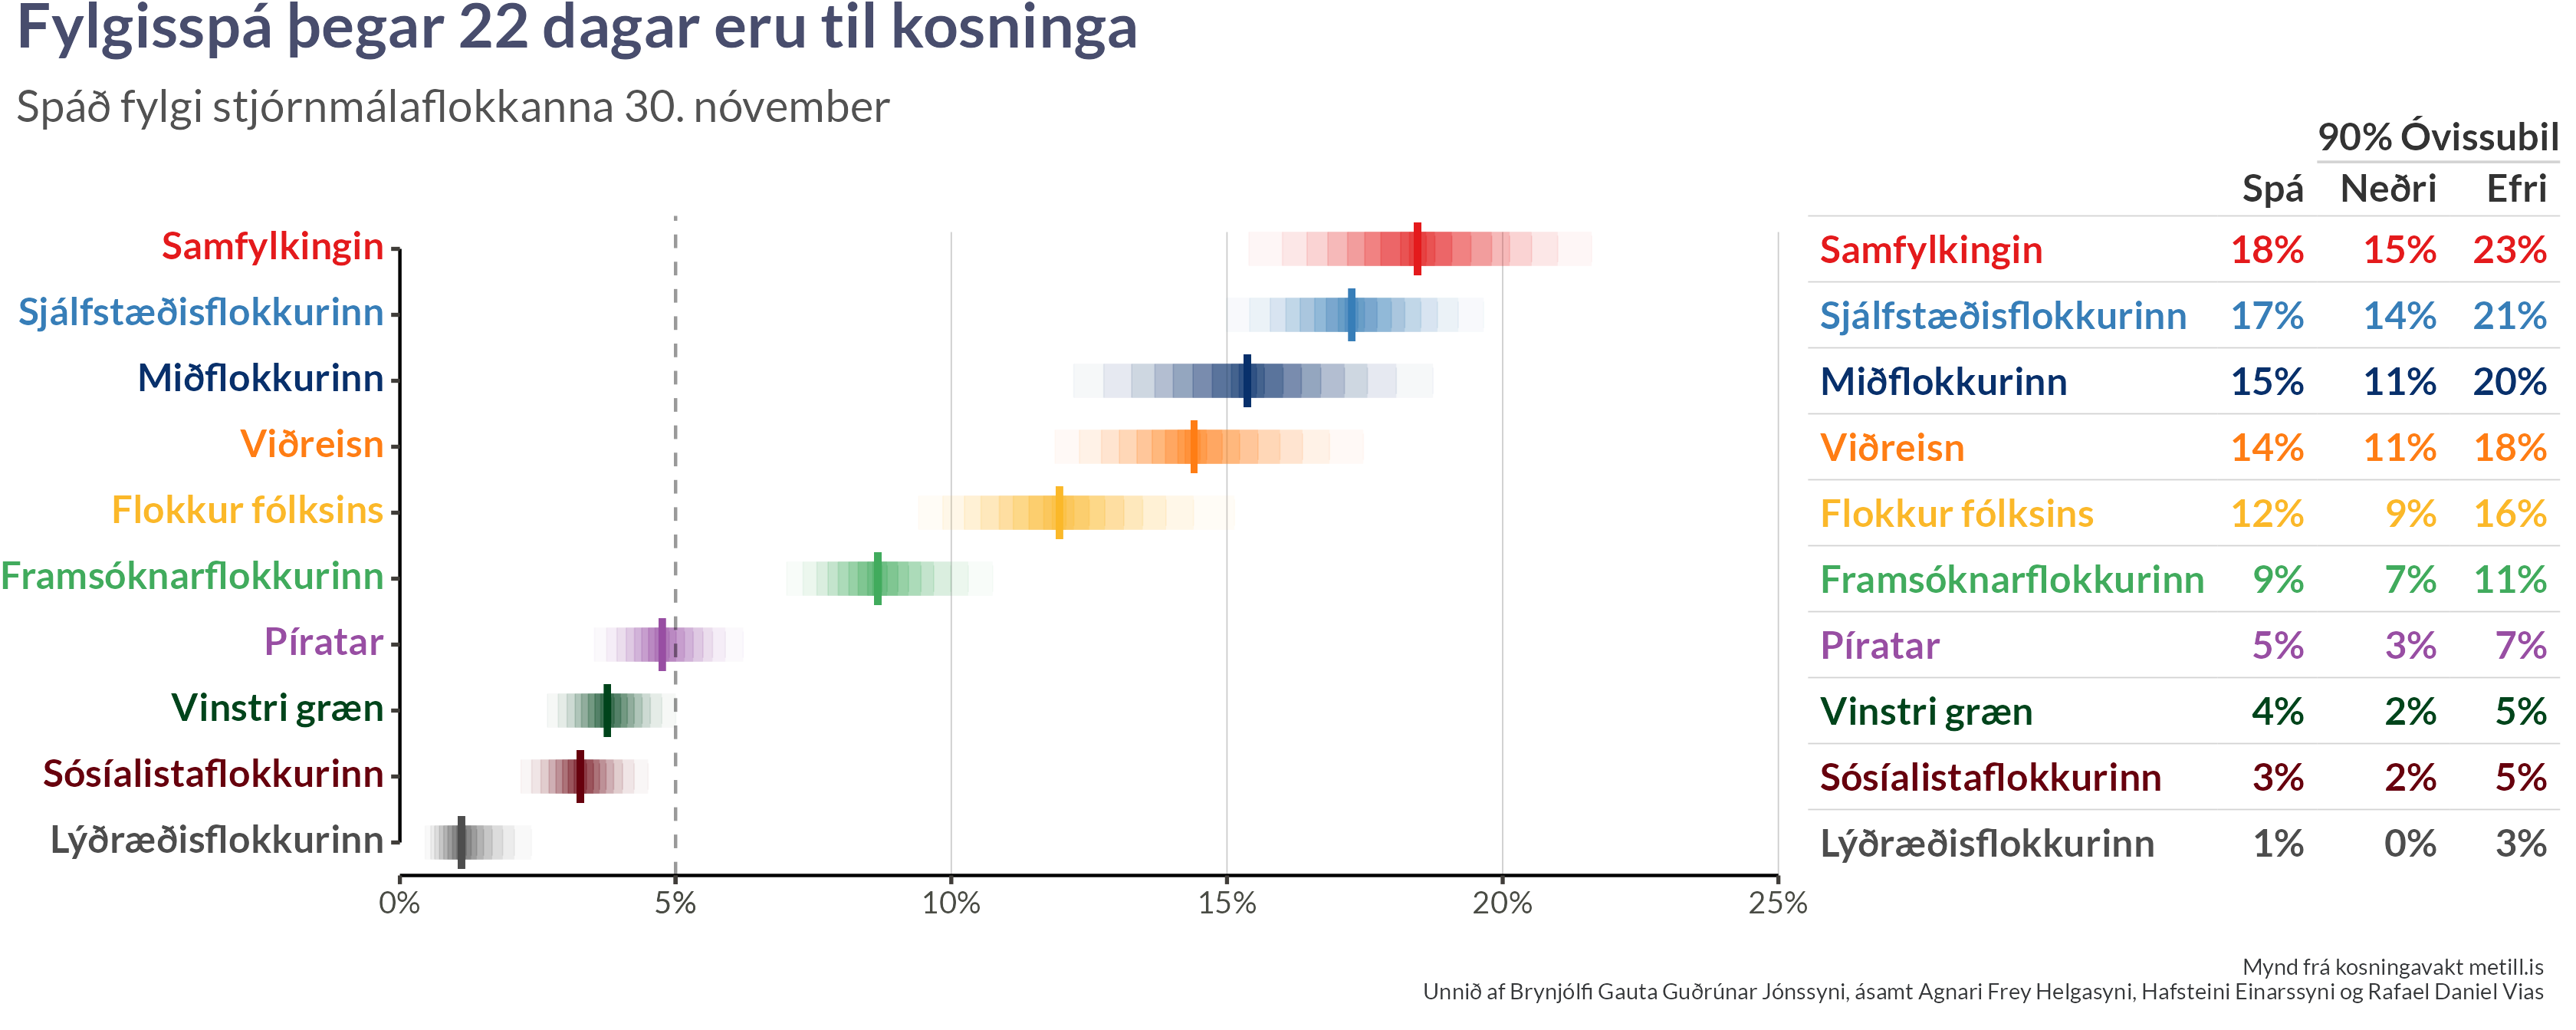 Fylgisspá þegar 22 dagar eru til kosninga
Spáð fylgi stjórnmálaflokkanna 30. nóvember
Samfylkingin
Sjálfstæðisflokkurinn
Miðflokkurinn
Viðreisn
Flokkur fólksins
Framsóknarflokkurinn
Píratar
Vinstri græn
Sósíalistaflokkurinn
Lýðræðisflokkurinn
0% 5% 10% 15% 20% 25%
90% Óvissubil
Spá Neðri Efri
Samfylkingin 18% 15% 23%
Sjálfstæðisflokkurinn 17% 14% 21%
Miðflokkurinn 15% 11% 20%
Viðreisn 14% 11% 18%
Flokkur fólksins 12% 9% 16%
Framsóknarflokkurinn 9% 7% 11%
Píratar 5% 3% 7%
Vinstri græn 4% 2% 5%
Sósíalistaflokkurinn 3% 2% 5%
Lýðræðisflokkurinn 1% 0% 3%
Mynd frá kosningavakt metill.is
Unnið af Brynjólfi Gauta Guðrúnar Jónssyni, ásamt Agnari Frey Helgasyni, Hafsteini Einarssyni og Rafael Daniel Vias